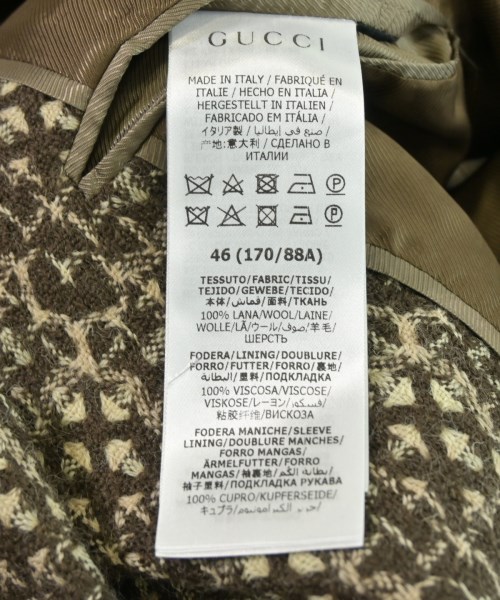 GUCCI
MADE IN ITALY / FABRIQUÉ EN
ITALIE / HECHO EN ITALIA /
HERGESTELLT IN ITALIEN /
FABRICADO EM ITÁLIA /
イタリア製 / صنع في إيطاليا /
产地:意大利 / СДЕЛАНО В
ИТАЛИИ
46 (170/88A)
TESSUTO/FABRIC/TISSU/
TEJIDO/GEWEBE/TECIDO/
本体/قماش/面料/ТКАНЬ
100% LANA/WOOL/LAINE/
WOLLE/LÃ/ウール/صوف/羊毛/
ШЕРСТЬ
FODERA/LINING/DOUBLURE/
FORRO/FUTTER/FORRO/裏地/
البطانة/里料/ПОДКЛАДКА
100% VISCOSA/VISCOSE/
VISKOSE/レーヨン/فسكوز/
粘胶纤维/ВИСКОЗА
FODERA MANICHE/SLEEVE
LINING/DOUBLURE MANCHES/
FORRO MANGAS/
ÄRMELFUTTER/FORRO
MANGAS/袖裏地/بطانة الكم/
袖子里料/ПОДКЛАДКА РУКАВА
100% CUPRO/KUPFERSEIDE/
キュプラ/